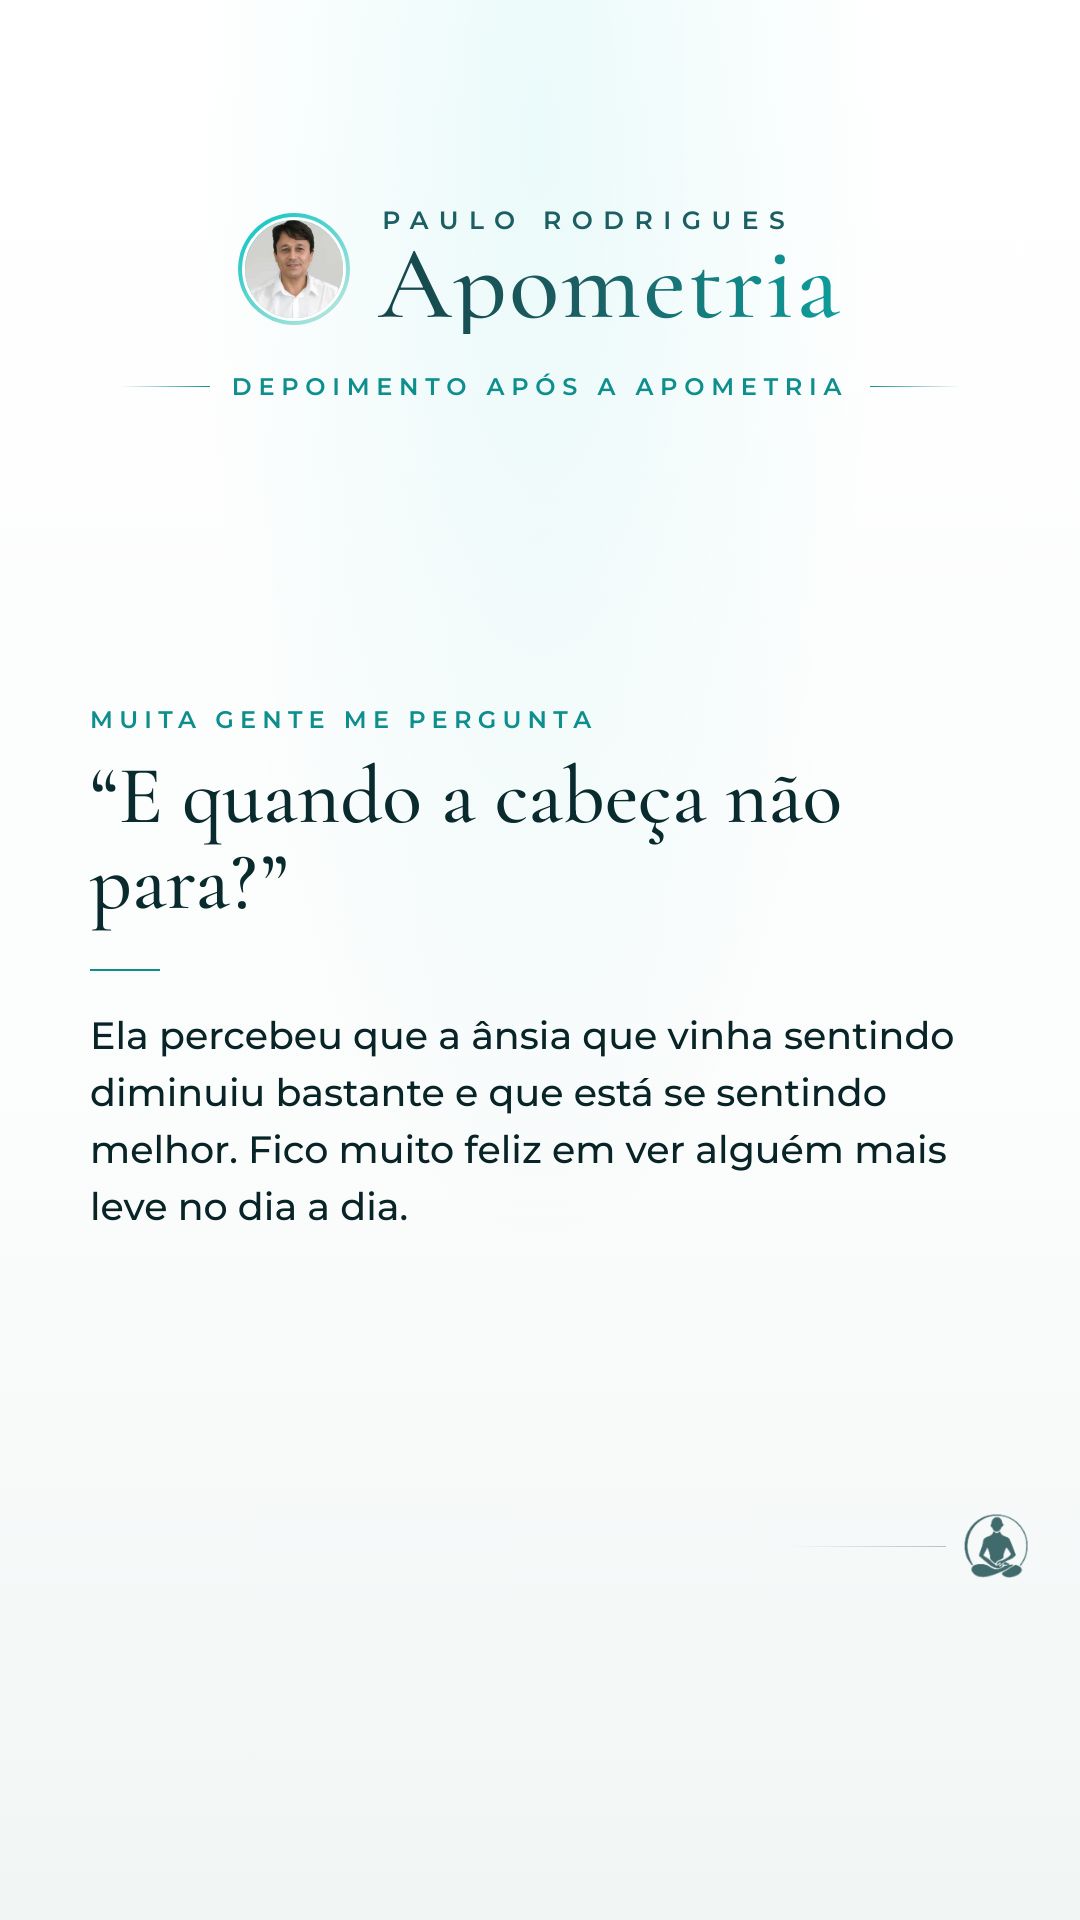 PAULO RODRIGUES
Apometria
DEPOIMENTO APÓS A APOMETRIA
MUITA GENTE ME PERGUNTA
“E quando a cabeça não
para?”
Ela percebeu que a ânsia que vinha sentindo
diminuiu bastante e que está se sentindo
melhor. Fico muito feliz em ver alguém mais
leve no dia a dia.